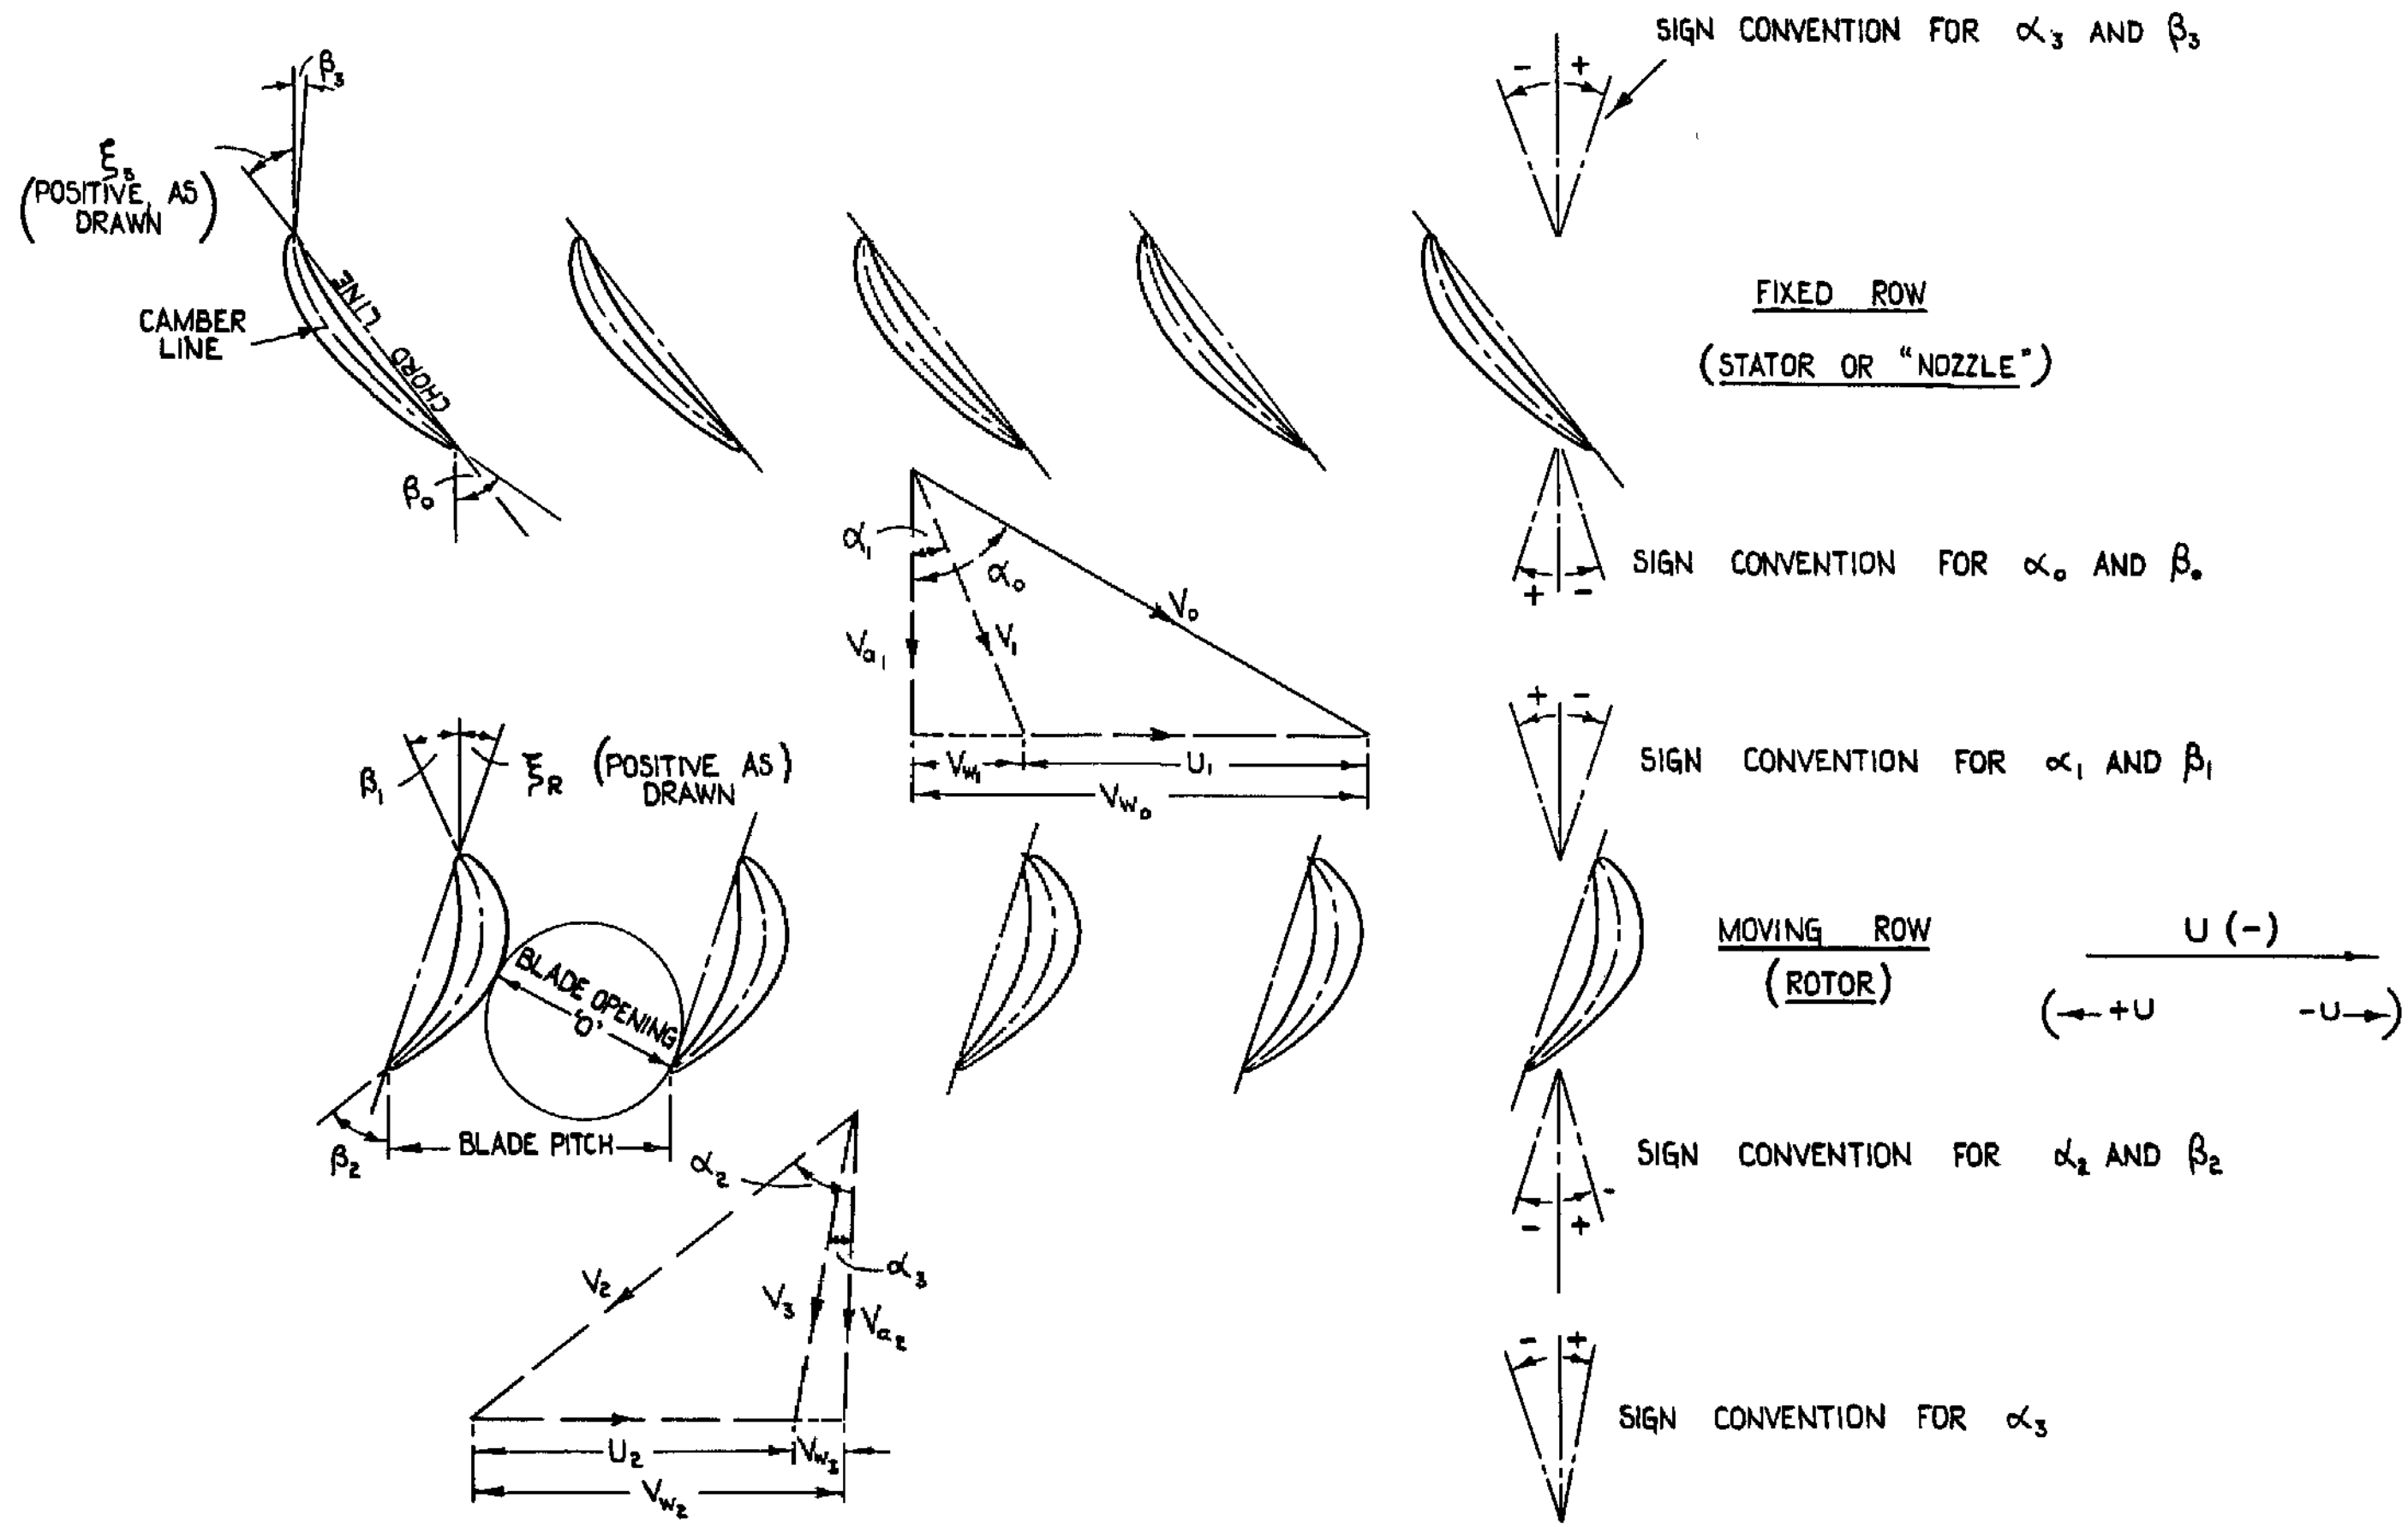 SIGN CONVENTION FOR α₃ AND β₃
- +
β₃
ξₛ
(POSITIVE AS DRAWN)
CAMBER
LINE
CHORD LINE
FIXED ROW
(STATOR OR "NOZZLE")
β₀
α₁
α₀
V₀
V₁
Va₁
SIGN CONVENTION FOR α₀ AND β₀
+ -
+ -
SIGN CONVENTION FOR α₁ AND β₁
Vw₁ U₁
Vw₀
β₁
ξR (POSITIVE AS DRAWN)
BLADE OPENING
'O'
MOVING ROW
(ROTOR)
U (-)
(←+U -U→)
β₂
BLADE PITCH
SIGN CONVENTION FOR α₂ AND β₂
-
- +
α₂
α₃
V₂
V₃
Va₂
- +
SIGN CONVENTION FOR α₃
U₂ Vw₃
Vw₂